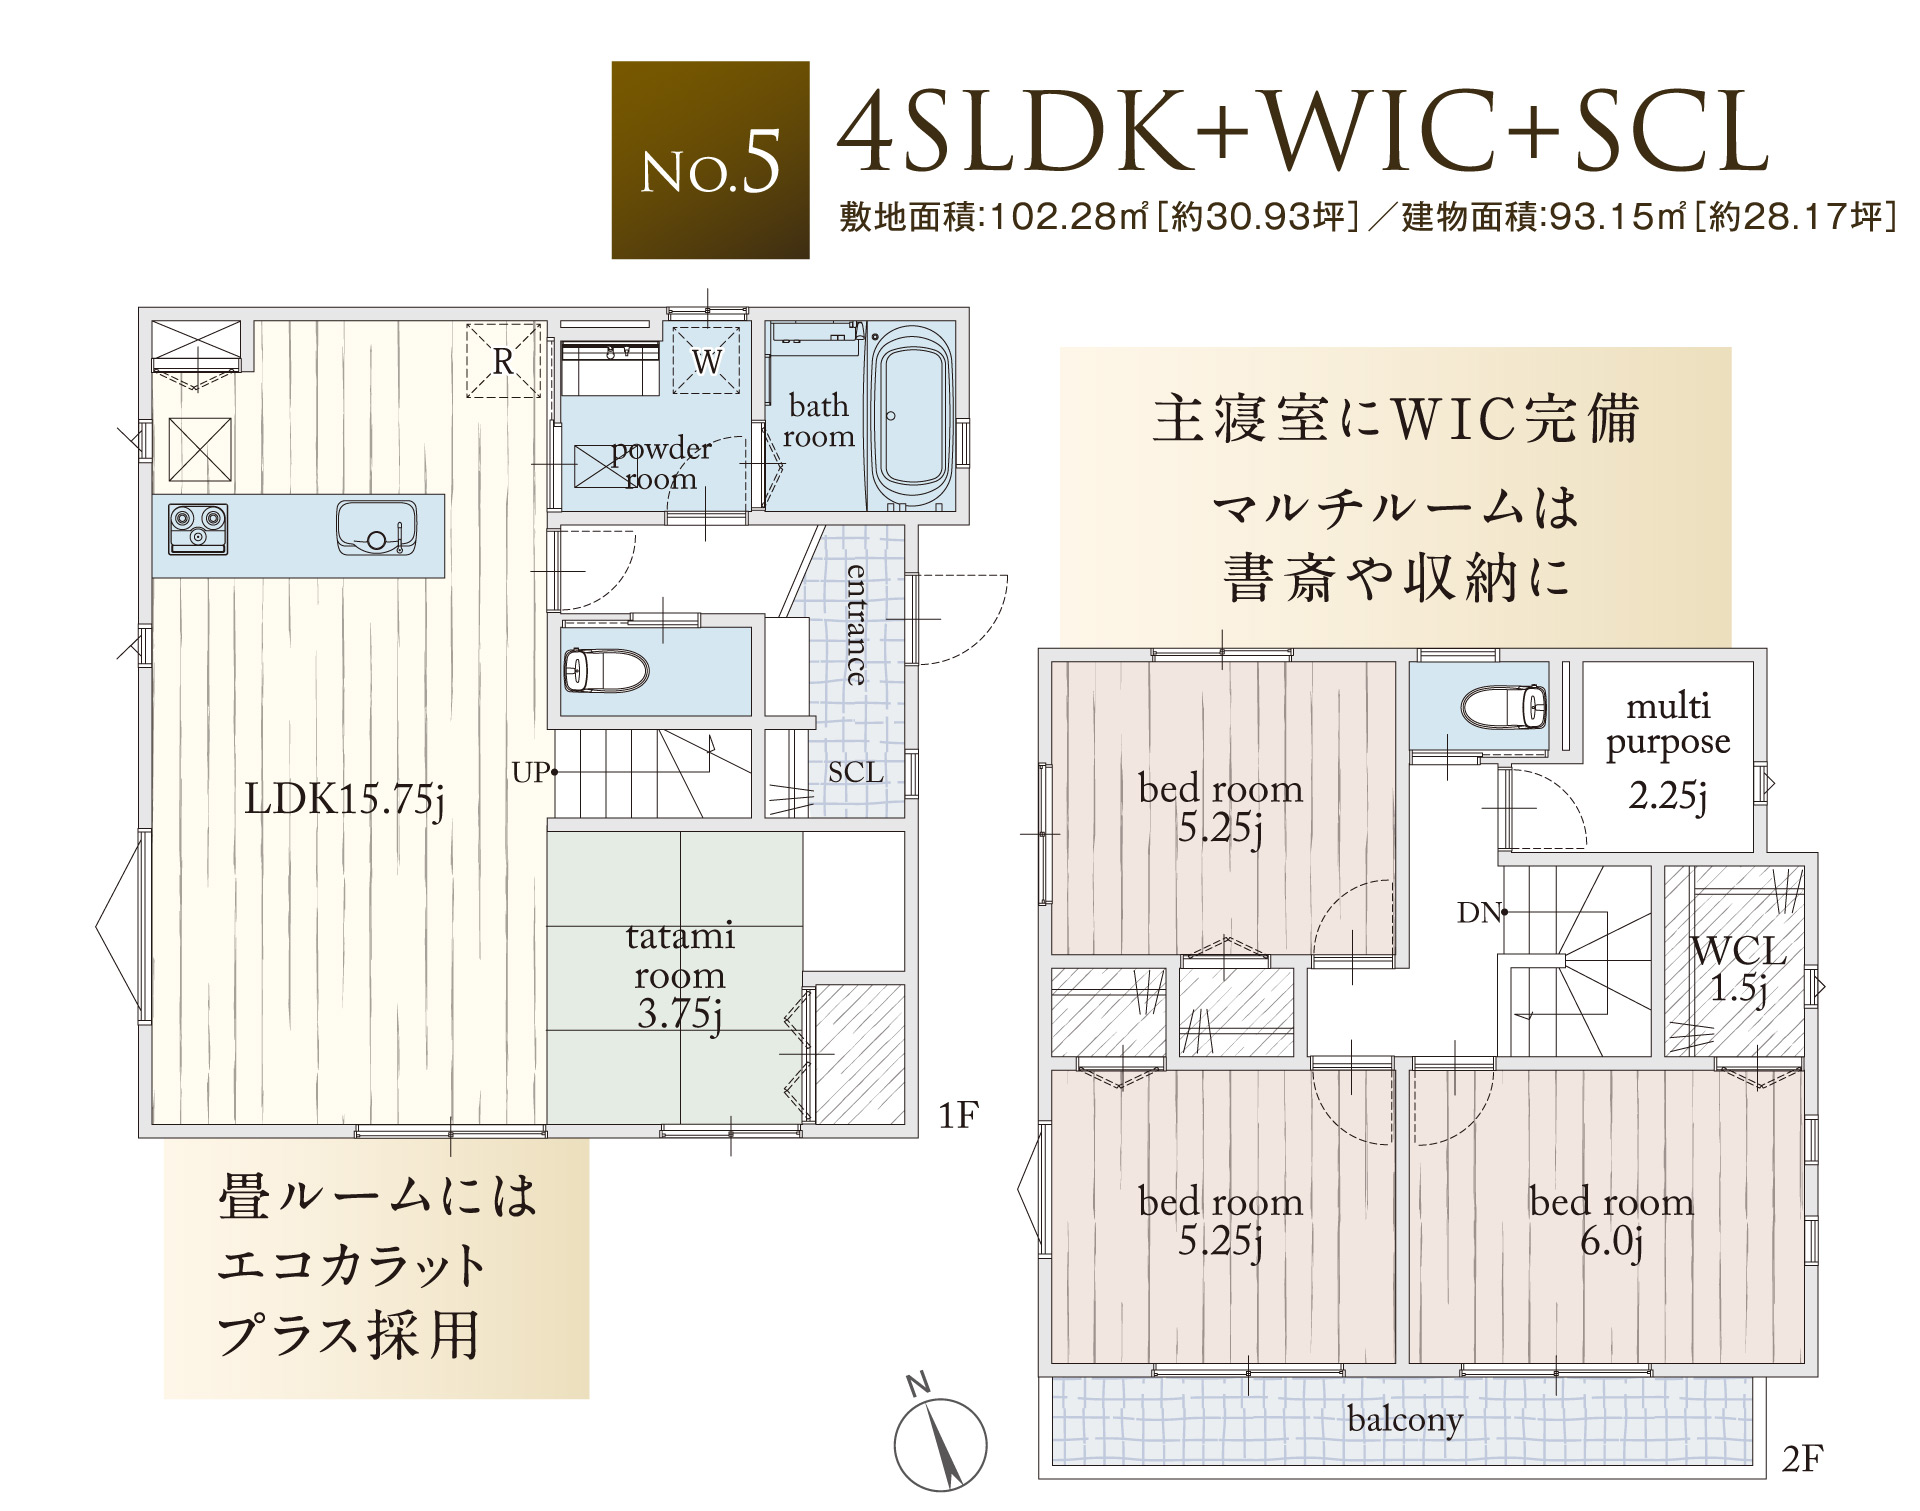 No.5
4SLDK+WIC+SCL
敷地面積:102.28㎡[約30.93坪]／建物面積:93.15㎡[約28.17坪]
R
W
bath
room
powder
room
entrance
UP
SCL
LDK15.75j
tatami
room
3.75j
1F
畳ルームには
エコカラット
プラス採用
主寝室にWIC完備
マルチルームは
書斎や収納に
multi
purpose
2.25j
bed room
5.25j
DN
WCL
1.5j
bed room
5.25j
bed room
6.0j
balcony
2F
N